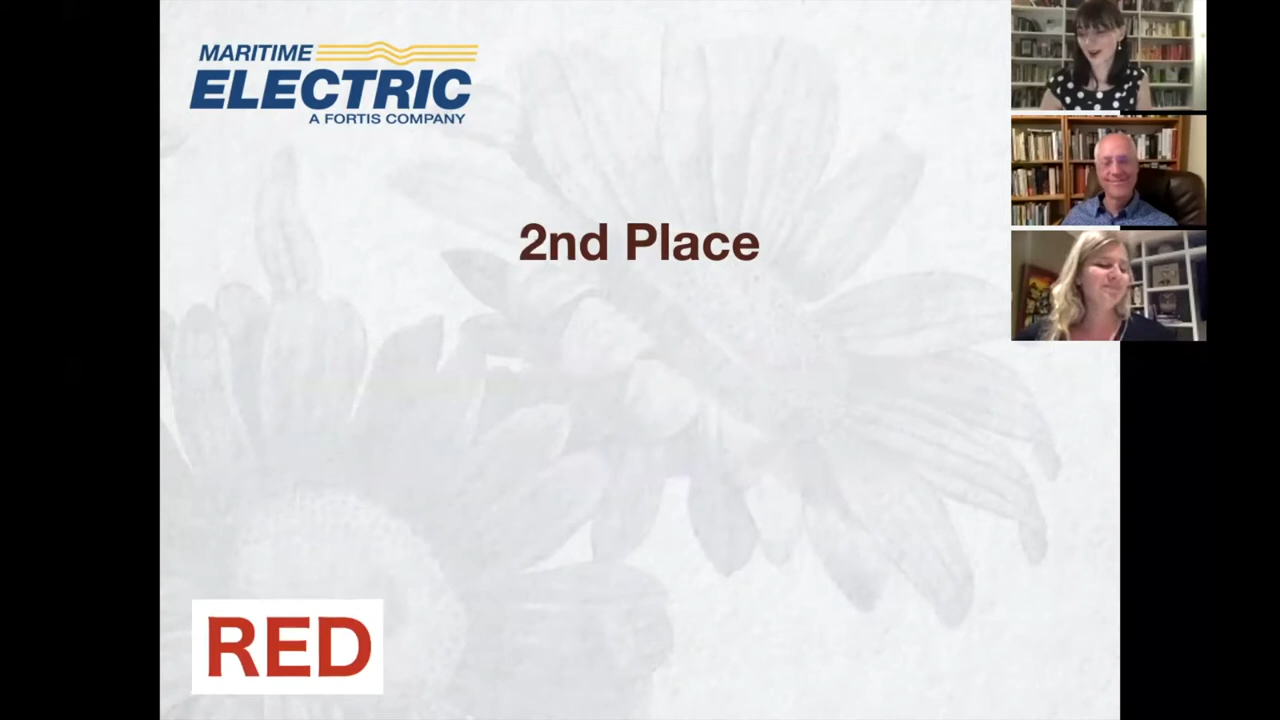 MARITIME
ELECTRIC
A FORTIS COMPANY
2nd Place
RED